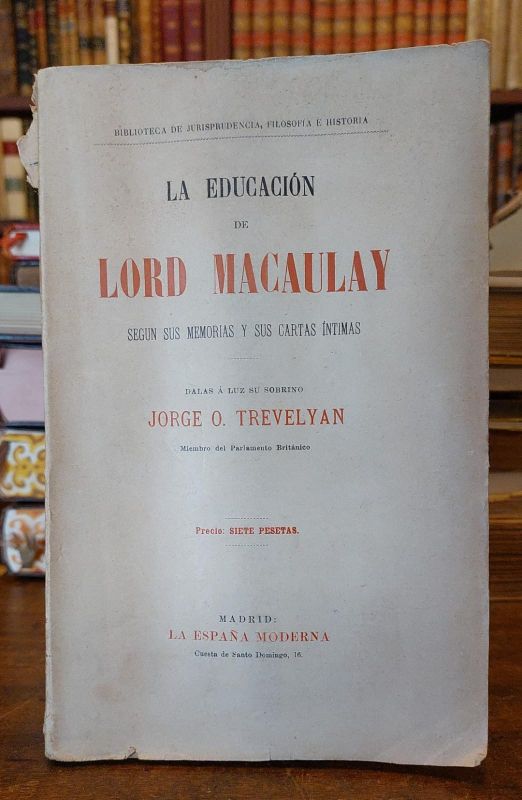 BIBLIOTECA DE JURISPRUDENCIA, FILOSOFÍA E HISTORIA
LA EDUCACIÓN
DE
LORD MACAULAY
SEGUN SUS MEMORIAS Y SUS CARTAS ÍNTIMAS
DALAS Á LUZ SU SOBRINO
JORGE O. TREVELYAN
Miembro del Parlamento Británico
Precio: SIETE PESETAS.
MADRID:
LA ESPAÑA MODERNA
Cuesta de Santo Domingo, 16.